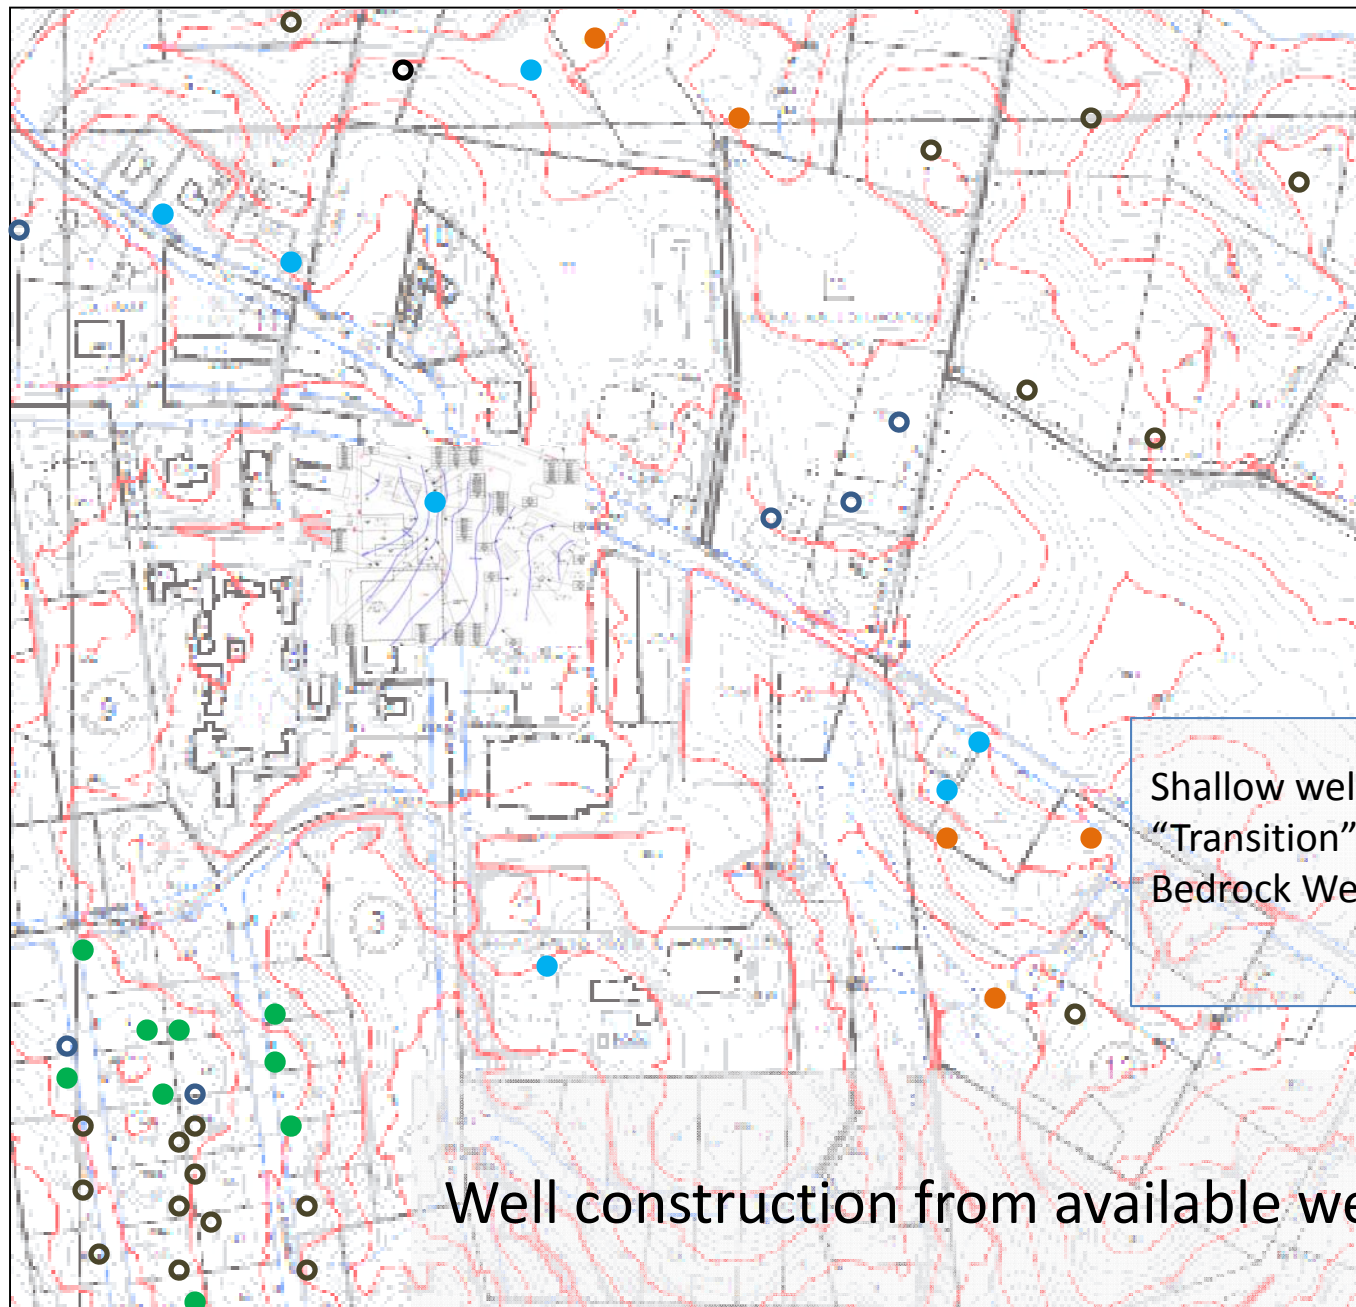 Shallow wel
“Transition”
Bedrock We
Well construction from available we